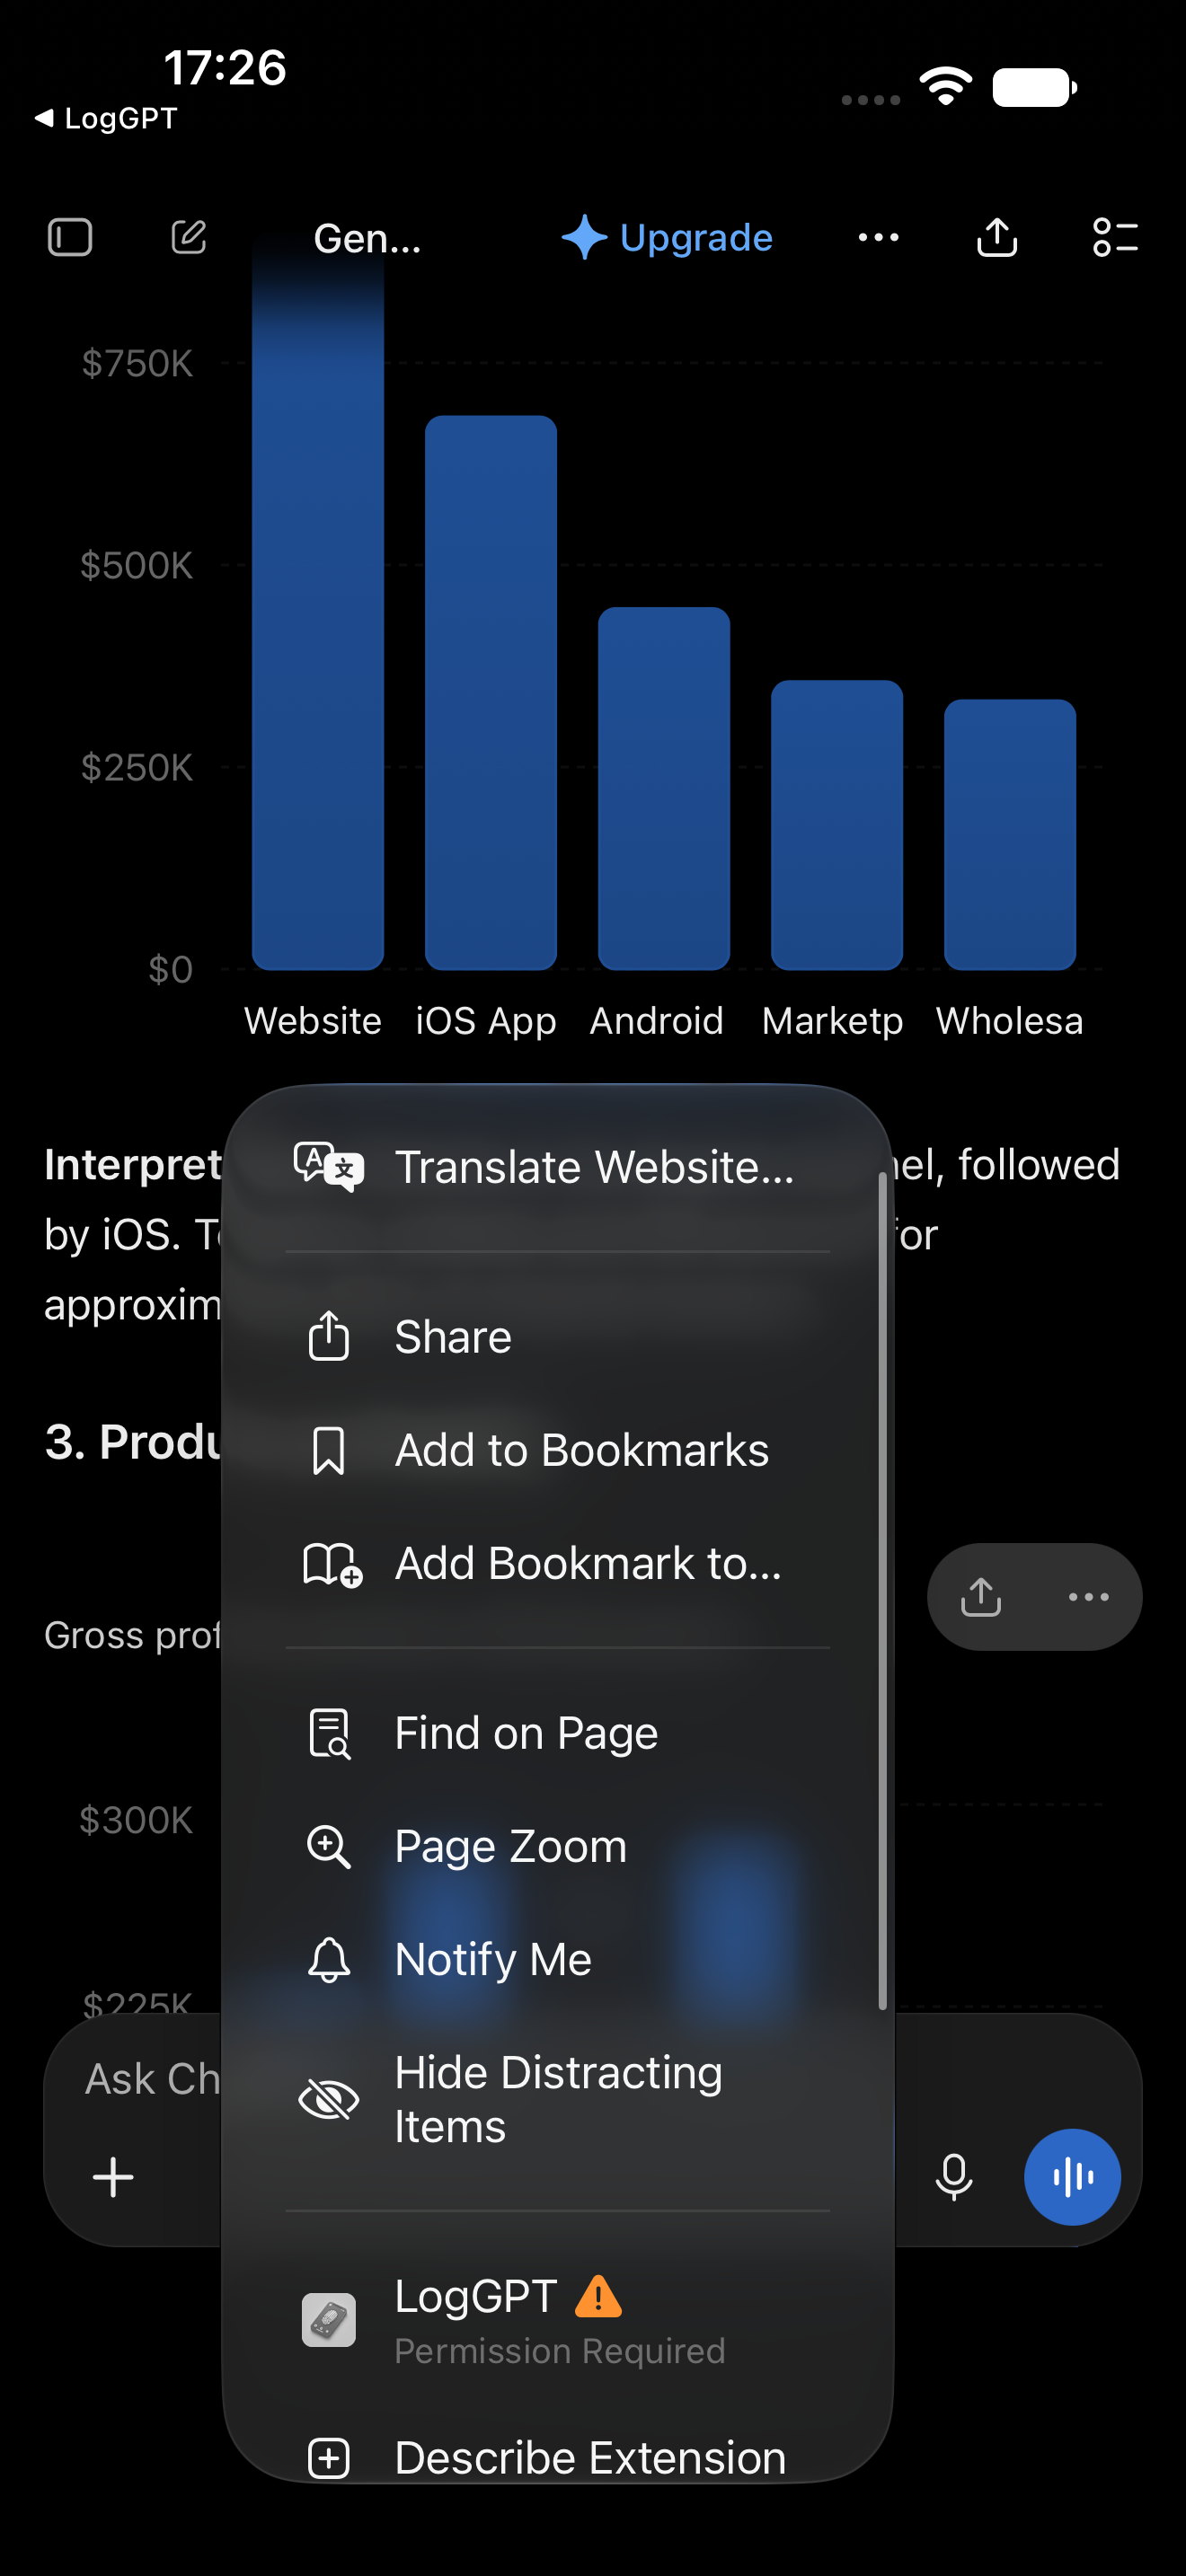 17:26
LogGPT
Gen...
Upgrade
$750K
$500K
$250K
$0
Website
iOS App
Android
Marketp
Wholesa
Translate Website...
Interpret
el, followed
by iOS.
or
approxim
Share
3. Produ
Add to Bookmarks
Add Bookmark to...
Gross prof
Find on Page
$300K
Page Zoom
Notify Me
$225K
Ask Ch
Hide Distracting
Items
LogGPT
Permission Required
Describe Extension